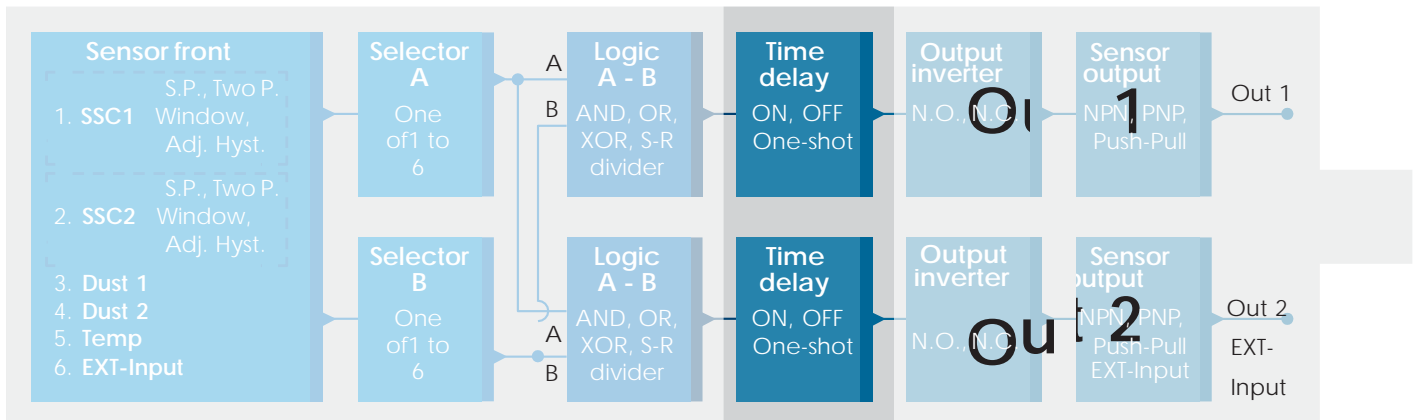 Sensor front
S.P., Two P.
1. SSC1 Window,
Adj. Hyst.
S.P., Two P.
2. SSC2 Window,
Adj. Hyst.
3. Dust 1
4. Dust 2
5. Temp
6. EXT-Input
Selector
A
One
of1 to
6
Selector
B
One
of1 to
6
A
B
Logic
A - B
AND, OR,
XOR, S-R
divider
A
B
Logic
A - B
AND, OR,
XOR, S-R
divider
Time
delay
ON, OFF
One-shot
Time
delay
ON, OFF
One-shot
Output
inverter
N.O., N.C.
Output
inverter
N.O., N.C.
Sensor
output
NPN, PNP,
Push-Pull
Sensor
output
NPN, PNP,
Push-Pull
EXT-Input
Out 1
Out 2
Out 1
Out 2
EXT-
Input